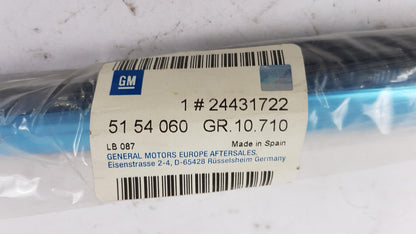 GM
1 # 24431722
51 54 060 GR.10.710
LB 087 Made in Spain
GENERAL MOTORS EUROPE AFTERSALES,
Eisenstrasse 2-4, D-65428 Rüsselsheim Germany